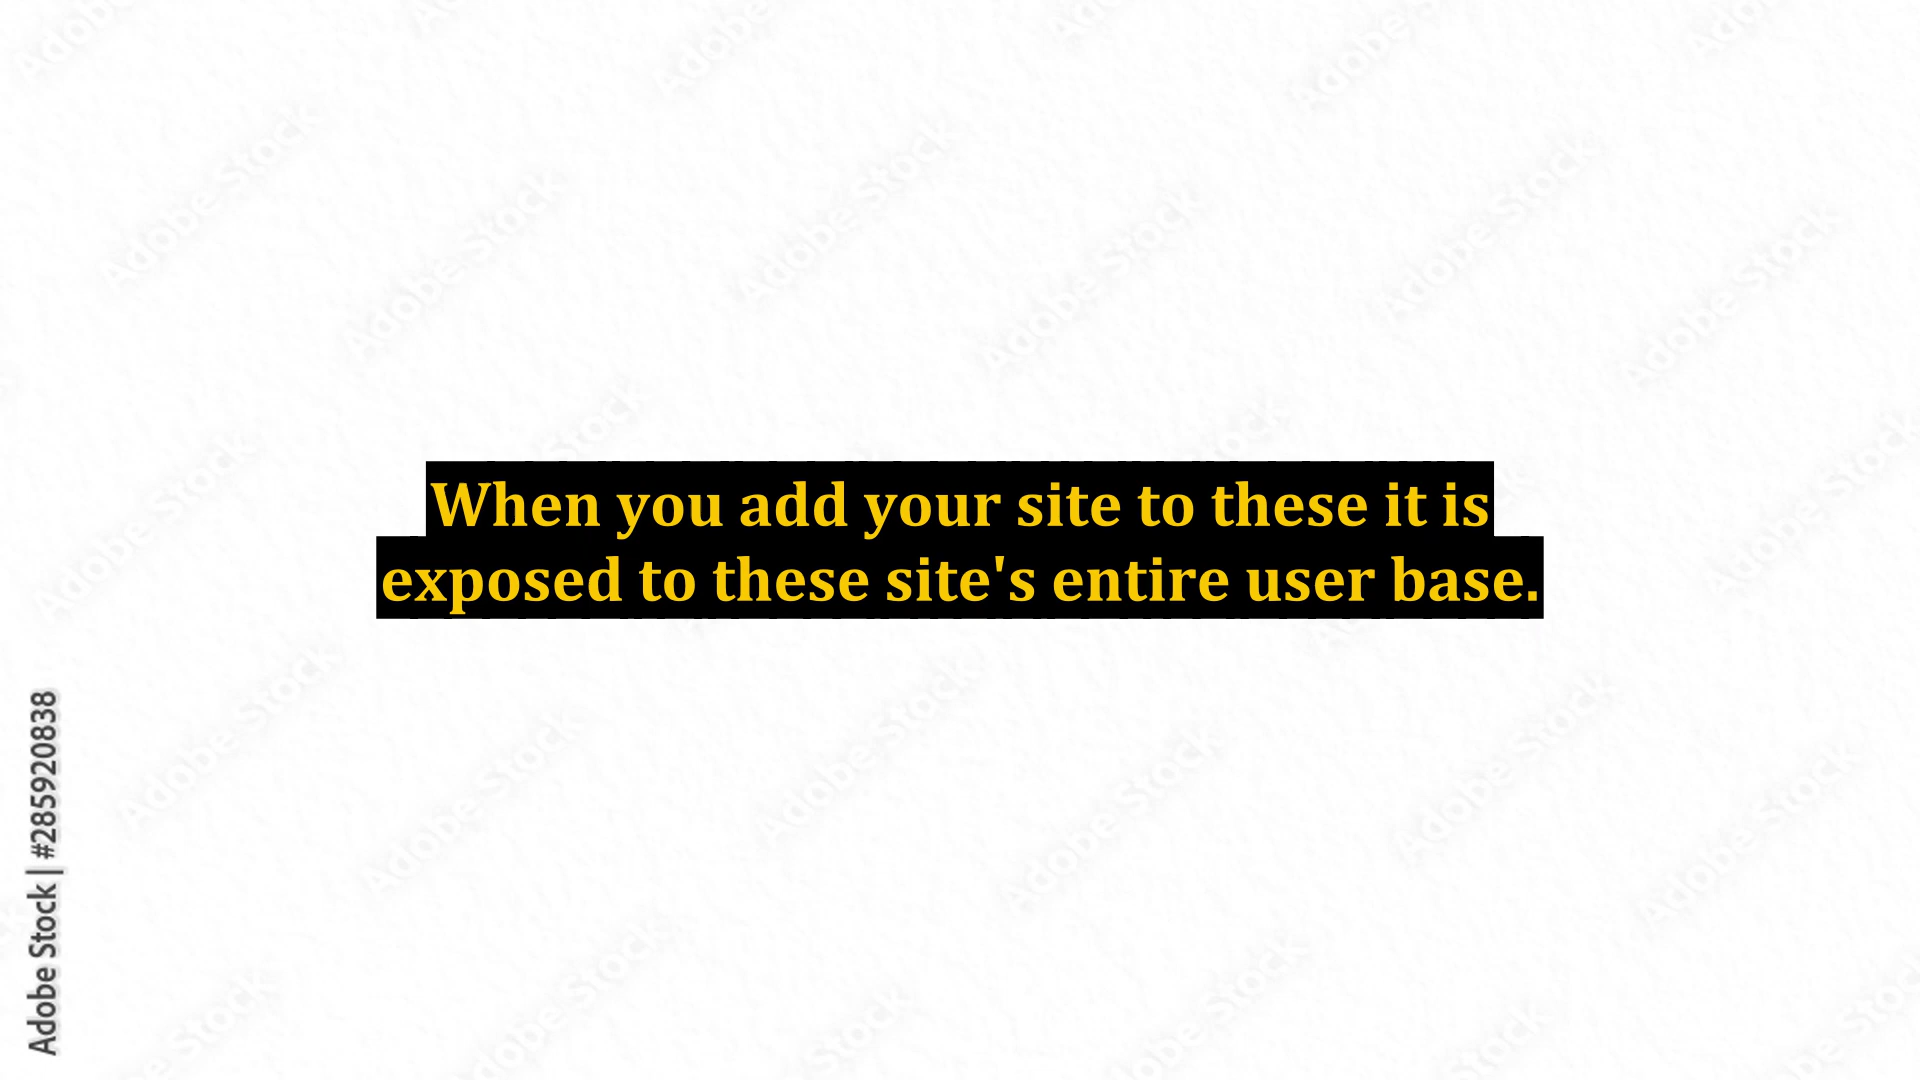 When you add your site to these it is
exposed to these site's entire user base.
Adobe Stock | #285920838